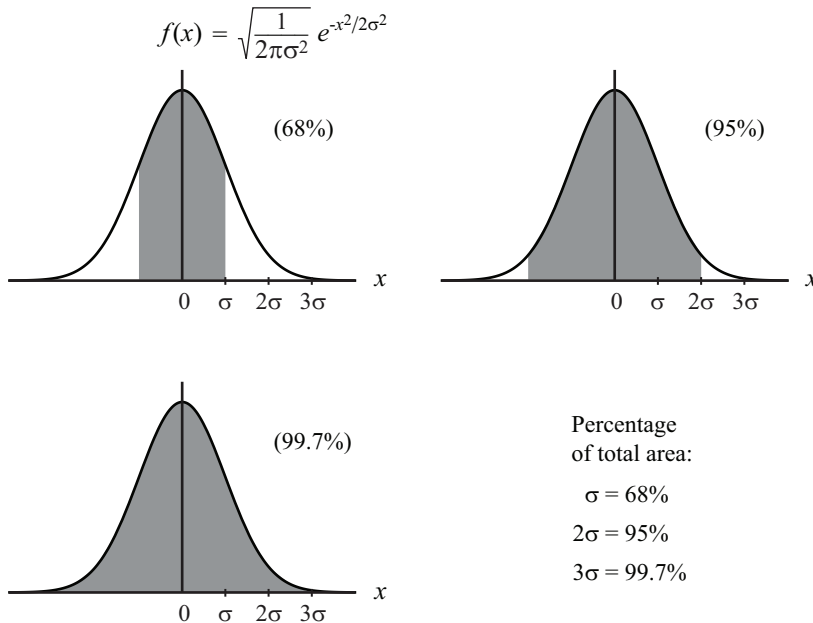 f(x) = √(1/2πσ²) e^-x²/2σ²
(68%)
x
0 σ 2σ 3σ
(95%)
x
0 σ 2σ 3σ
(99.7%)
x
0 σ 2σ 3σ
Percentage
of total area:
σ = 68%
2σ = 95%
3σ = 99.7%